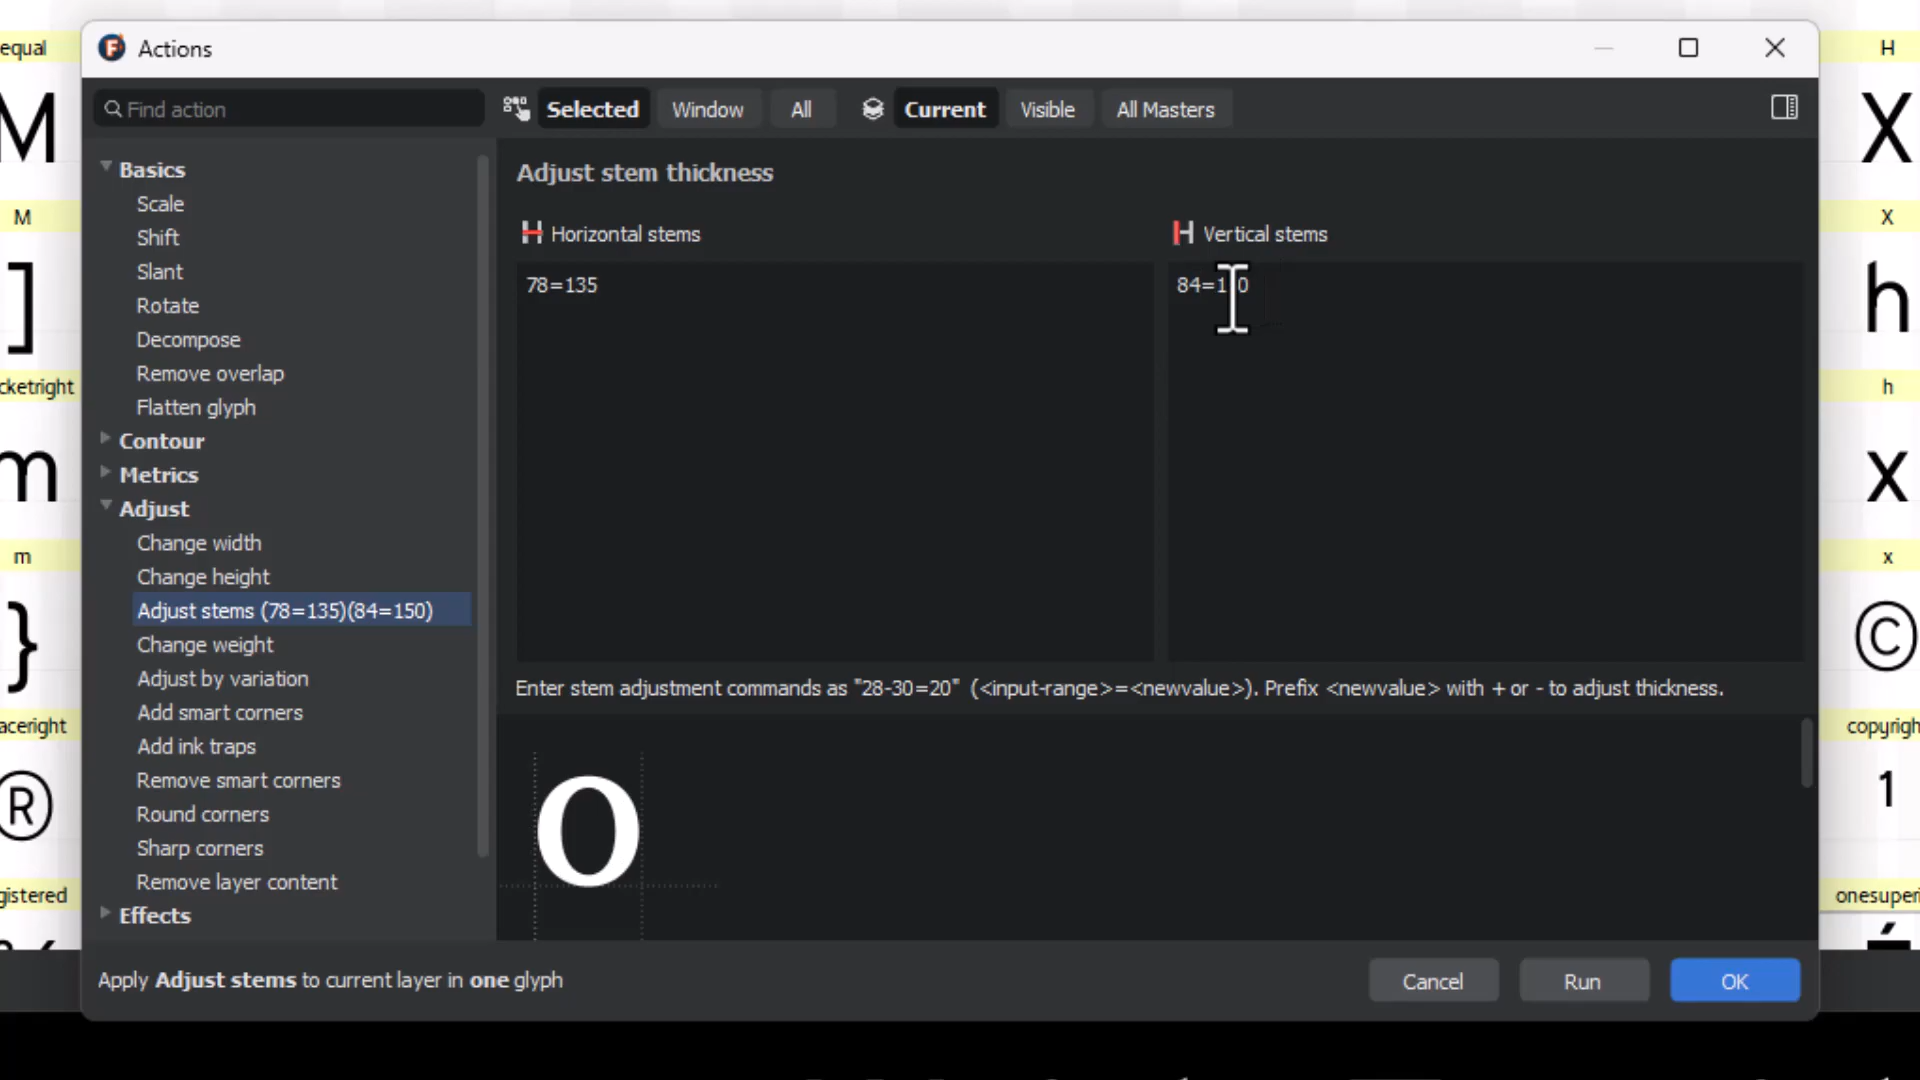 Actions
Find action
Selected Window All Current Visible All Masters
Basics
Scale
Shift
Slant
Rotate
Decompose
Remove overlap
Flatten glyph
Contour
Metrics
Adjust
Change width
Change height
Adjust stems (78=135)(84=150)
Change weight
Adjust by variation
Add smart corners
Add ink traps
Remove smart corners
Round corners
Sharp corners
Remove layer content
Effects
Adjust stem thickness
Horizontal stems
78=135
Vertical stems
84=150
Enter stem adjustment commands as "28-30=20" (<input-range>=<newvalue>). Prefix <newvalue> with + or - to adjust thickness.
o
Apply Adjust stems to current layer in one glyph
Cancel Run OK
equal
M
M
]
cketright
m
m
}
aceright
®
gistered
H
X
X
h
h
x
x
©
copyrigh
1
onesuperi